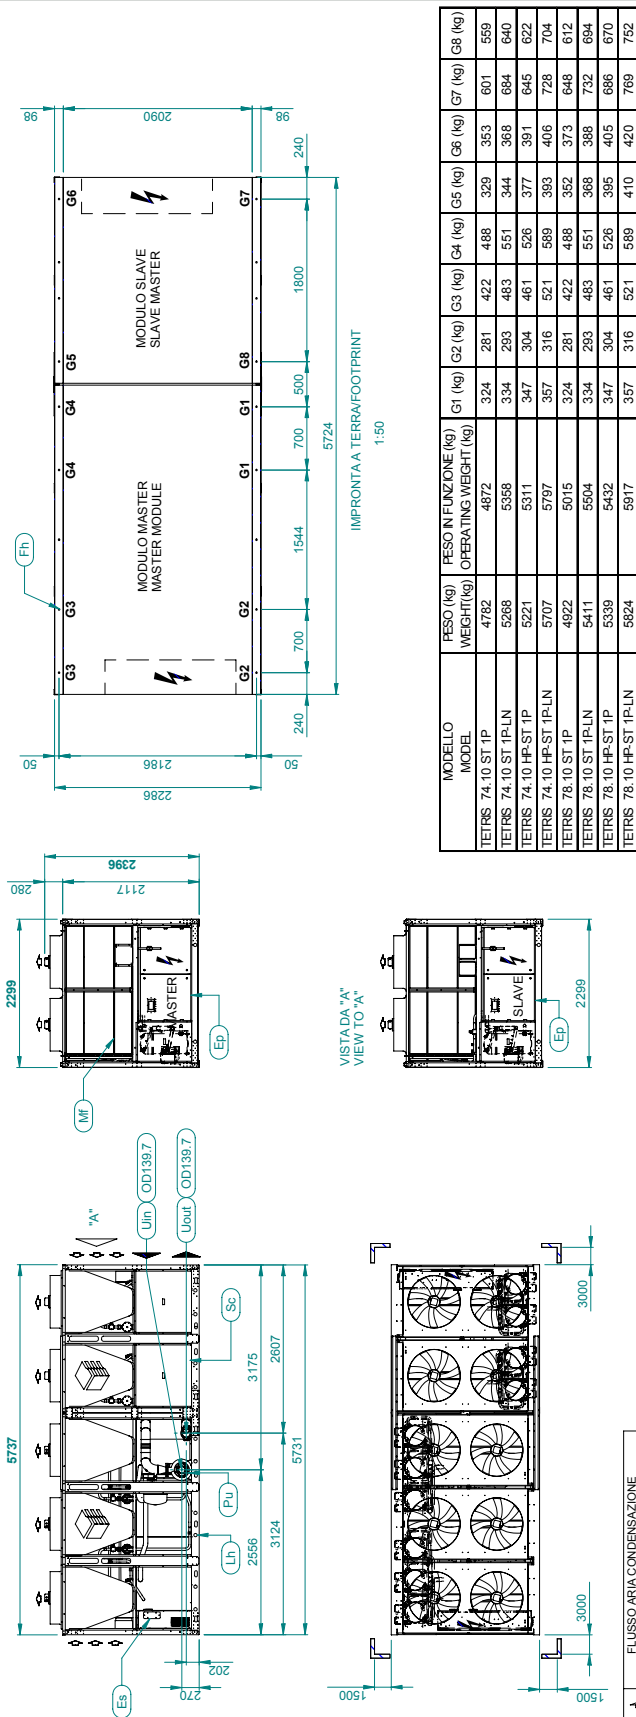 5737
"A"
Es
270
202
Lh
Pu
Sc
2556
3175
3124
2607
5731
Uin
OD139.7
Uout
OD139.7
2299
Mf
MASTER
Ep
280
2117
2396
50
2186
2286
50
Fh
G3
G3
G4
G4
G5
G6
MODULO MASTER
MASTER MODULE
MODULO SLAVE
SLAVE MASTER
G2
G2
G1
G1
G8
G7
98
2090
98
240
700
1544
700
500
1800
240
5724
IMPRONTA A TERRA/FOOTPRINT
1:50
1500
1500
3000
3000
VISTA DA "A"
VIEW TO "A"
SLAVE
Ep
2299
MODELLO
MODEL
PESO (kg)
WEIGHT(kg)
PESO IN FUNZIONE (kg)
OPERATING WEIGHT (kg)
G1 (kg) G2 (kg) G3 (kg) G4 (kg) G5 (kg) G6 (kg) G7 (kg) G8 (kg)
TETRIS 74.10 ST 1P 4782 4872 324 281 422 488 329 353 601 559
TETRIS 74.10 ST 1P-LN 5268 5358 334 293 483 551 344 368 684 640
TETRIS 74.10 HP-ST 1P 5221 5311 347 304 461 526 377 391 645 622
TETRIS 74.10 HP-ST 1P-LN 5707 5797 357 316 521 589 393 406 728 704
TETRIS 78.10 ST 1P 4922 5015 324 281 422 488 352 373 648 612
TETRIS 78.10 ST 1P-LN 5411 5504 334 293 483 551 368 388 732 694
TETRIS 78.10 HP-ST 1P 5339 5432 347 304 461 526 395 405 686 670
TETRIS 78.10 HP-ST 1P-LN 5824 5917 357 316 521 589 410 420 769 752
FLUSSO ARIA CONDENSAZIONE